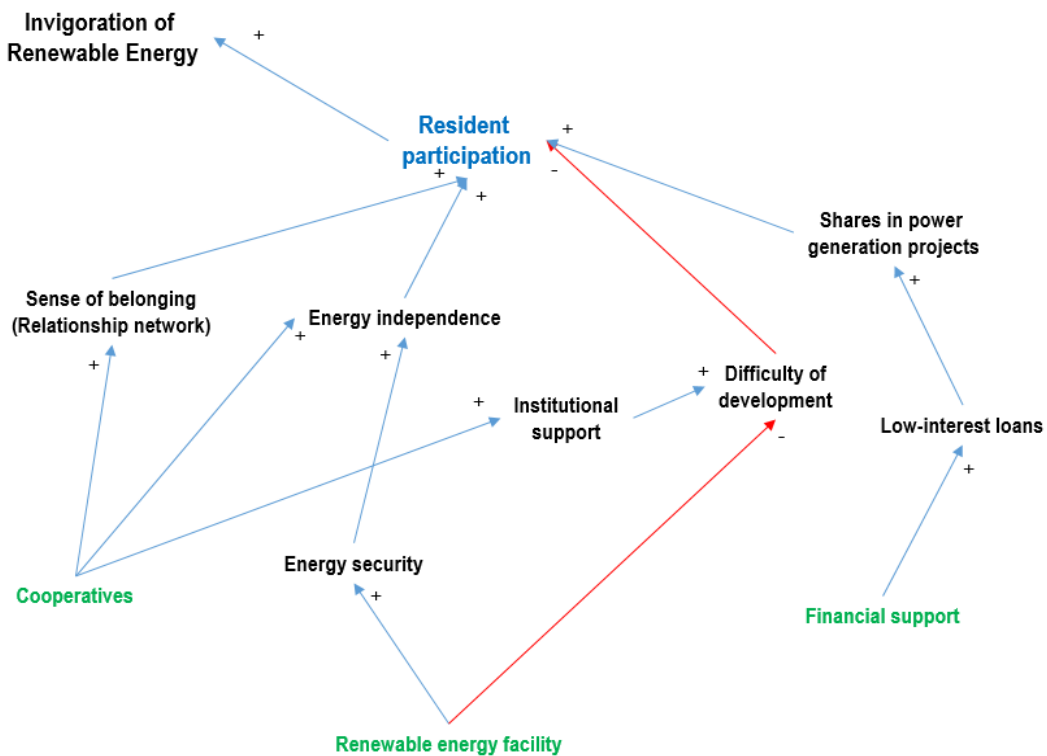 Invigoration of
Renewable Energy
+
Resident
participation
+
-
+
+
Shares in power
generation projects
+
Sense of belonging
(Relationship network)
+
Energy independence
+
+
Institutional
support
+
+
Difficulty of
development
-
Low-interest loans
+
Energy security
+
Cooperatives
Financial support
Renewable energy facility